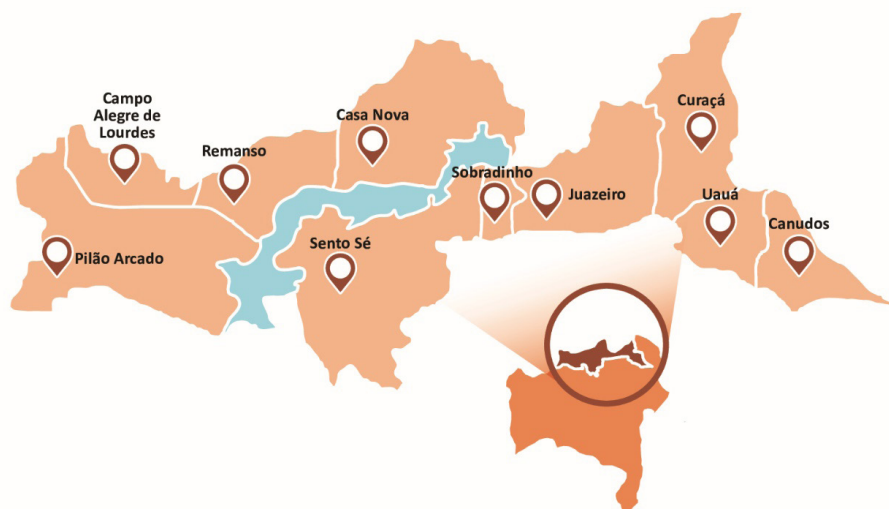 Campo
Alegre de
Lourdes
Remanso
Casa Nova
Curaçá
Sobradinho
Juazeiro
Uauá
Canudos
Sento Sé
Pilão Arcado